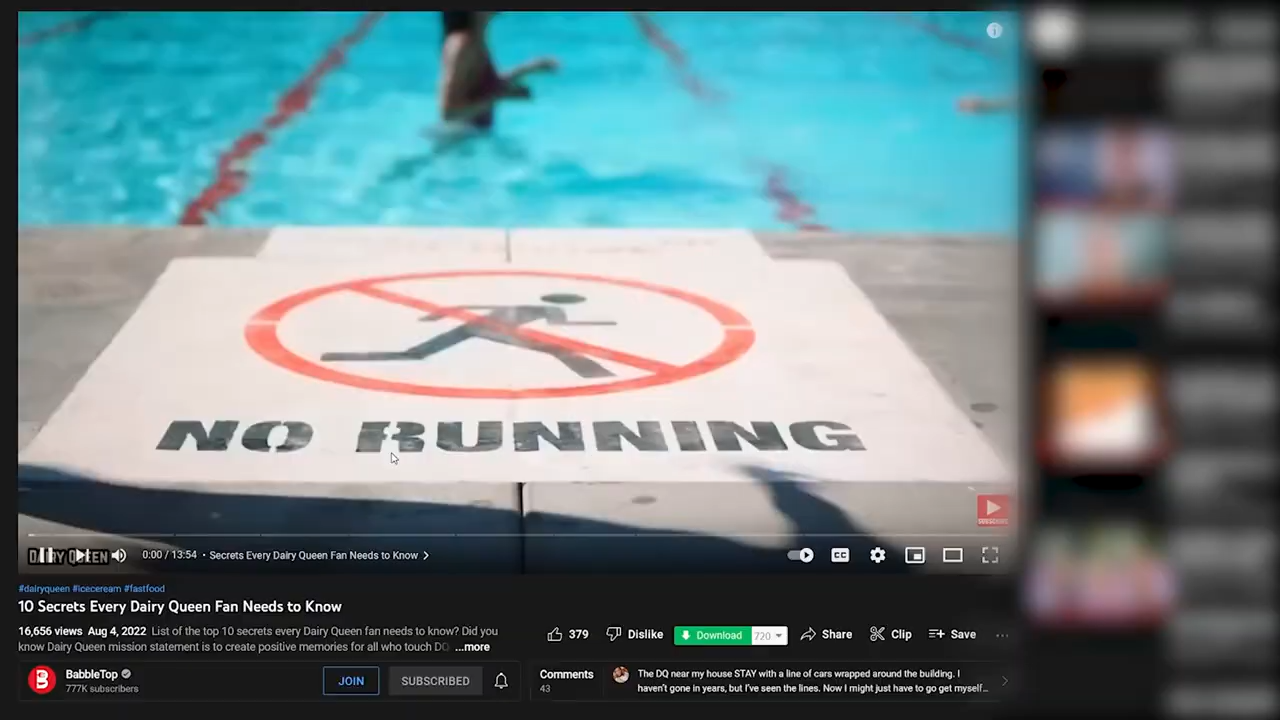 NO RUNNING
SUBSCRIBE
DAIRY QUEEN
0:00 / 13:54 • Secrets Every Dairy Queen Fan Needs to Know
CC
#dairyqueen #iceceream #fastfood
10 Secrets Every Dairy Queen Fan Needs to Know
16,656 views Aug 4, 2022 List of the top 10 secrets every Dairy Queen fan needs to know? Did you
know Dairy Queen mission statement is to create positive memories for all who touch DQ ...more
379
Dislike
Download
720
Share
Clip
Save
BabbleTop
777K subscribers
JOIN
SUBSCRIBED
Comments
43
The DQ near my house STAY with a line of cars wrapped around the building. I
haven't gone in years, but I've seen the lines. Now I might just have to go get myself...